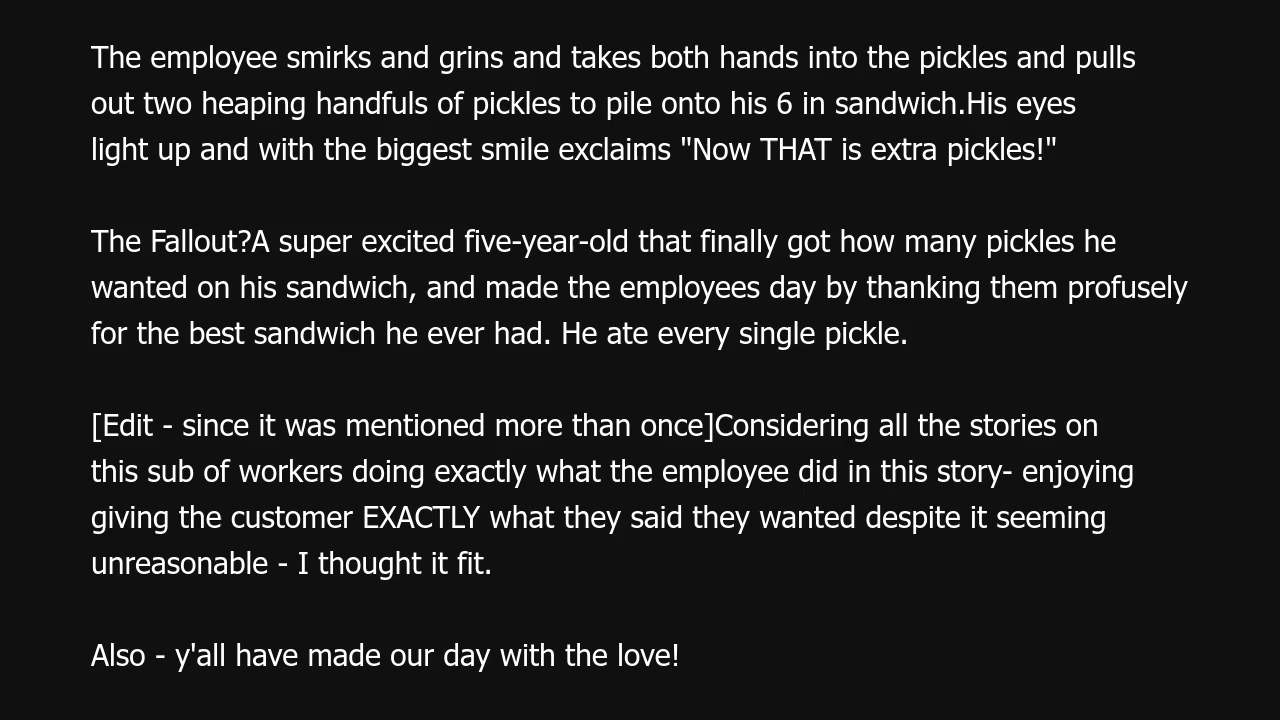 The employee smirks and grins and takes both hands into the pickles and pulls
out two heaping handfuls of pickles to pile onto his 6 in sandwich.His eyes
light up and with the biggest smile exclaims "Now THAT is extra pickles!"
The Fallout?A super excited five-year-old that finally got how many pickles he
wanted on his sandwich, and made the employees day by thanking them profusely
for the best sandwich he ever had. He ate every single pickle.
[Edit - since it was mentioned more than once]Considering all the stories on
this sub of workers doing exactly what the employee did in this story- enjoying
giving the customer EXACTLY what they said they wanted despite it seeming
unreasonable - I thought it fit.
Also - y'all have made our day with the love!